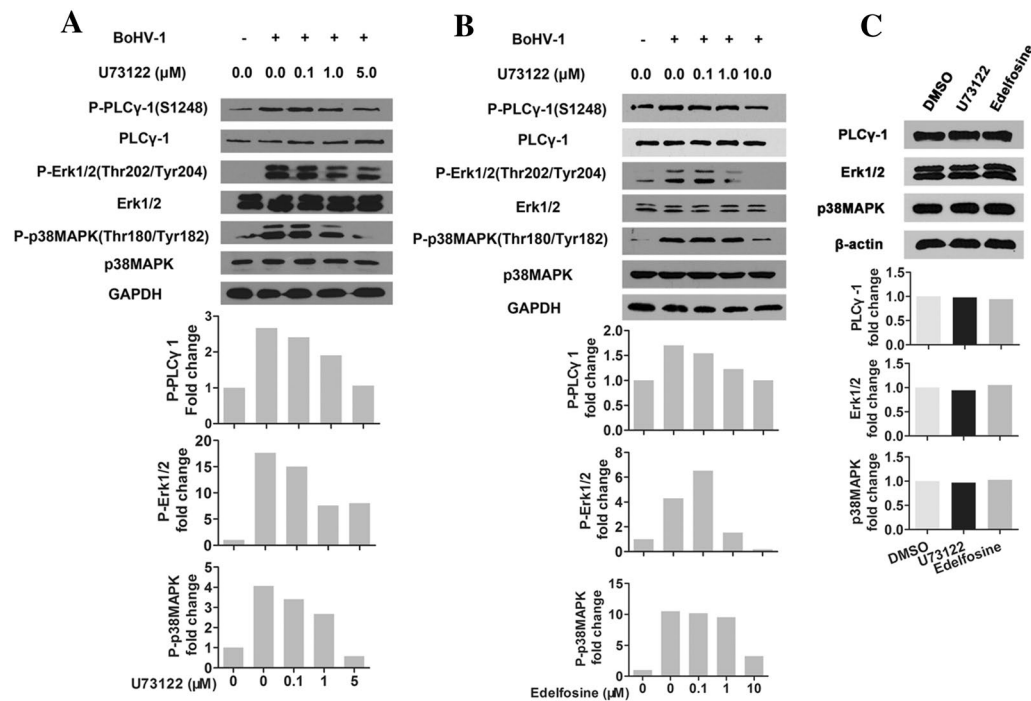 A
BoHV-1 - + + + +
U73122 (µM) 0.0 0.0 0.1 1.0 5.0
P-PLCγ-1(S1248)
PLCγ-1
P-Erk1/2(Thr202/Tyr204)
Erk1/2
P-p38MAPK(Thr180/Tyr182)
p38MAPK
GAPDH
P-PLCγ 1
Fold change
3
2
1
0
P-Erk1/2
fold change
20
15
10
5
0
P-p38MAPK
fold change
5
4
3
2
1
0
U73122 (µM) 0 0 0.1 1 5
B
BoHV-1 - + + + +
U73122 (µM) 0.0 0.0 0.1 1.0 10.0
P-PLCγ-1(S1248)
PLCγ-1
P-Erk1/2(Thr202/Tyr204)
Erk1/2
P-p38MAPK(Thr180/Tyr182)
p38MAPK
GAPDH
P-PLCγ 1
fold change
2.0
1.5
1.0
0.5
0.0
P-Erk1/2
fold change
8
6
4
2
0
P-p38MAPK
fold change
15
10
5
0
Edelfosine (µM) 0 0 0.1 1 10
C
DMSO
U73122
Edelfosine
PLCγ-1
Erk1/2
p38MAPK
β-actin
PLCγ -1
fold change
1.5
1.0
0.5
0.0
Erk1/2
fold change
1.5
1.0
0.5
0.0
p38MAPK
fold change
1.5
1.0
0.5
0.0
DMSO
U73122
Edelfosine